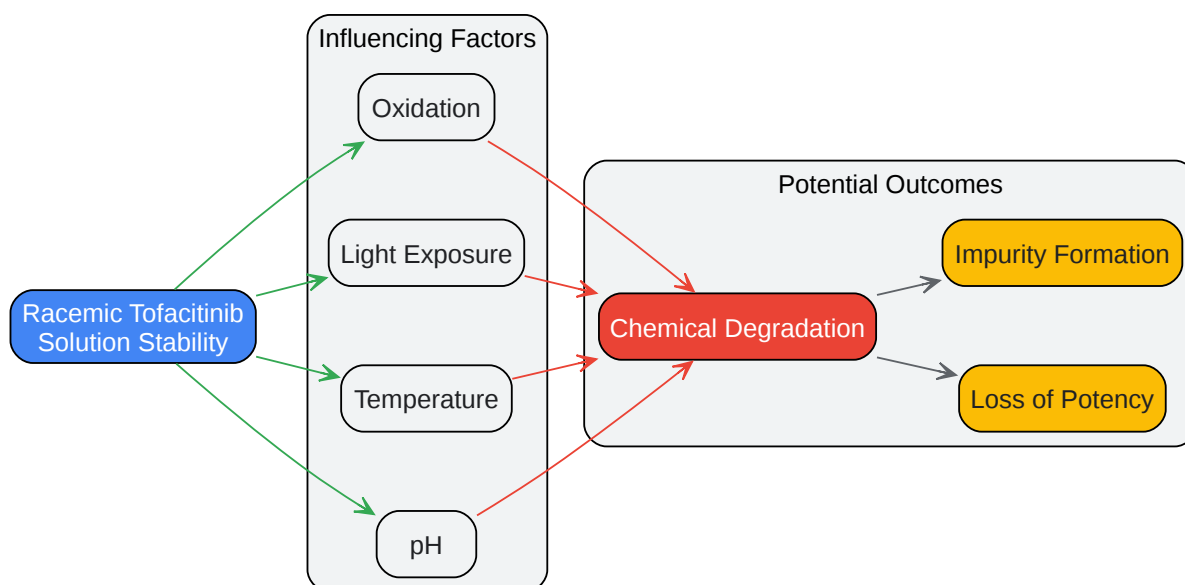 Influencing Factors
Oxidation
Light Exposure
Temperature
pH
Racemic Tofacitinib
Solution Stability
Potential Outcomes
Chemical Degradation
Impurity Formation
Loss of Potency